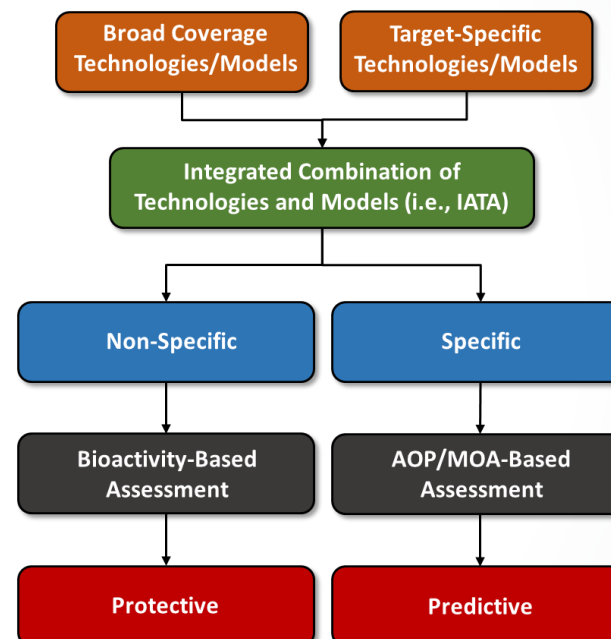 Broad Coverage
Technologies/Models
Target-Specific
Technologies/Models
Integrated Combination of
Technologies and Models (i.e., IATA)
Non-Specific
Specific
Bioactivity-Based
Assessment
AOP/MOA-Based
Assessment
Protective
Predictive